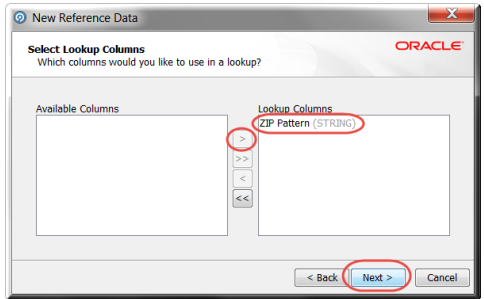 New Reference Data
Select Lookup Columns
Which columns would you like to use in a lookup?
ORACLE
Available Columns
Lookup Columns
ZIP Pattern (STRING)
>
>>
<
<<
< Back
Next >
Cancel